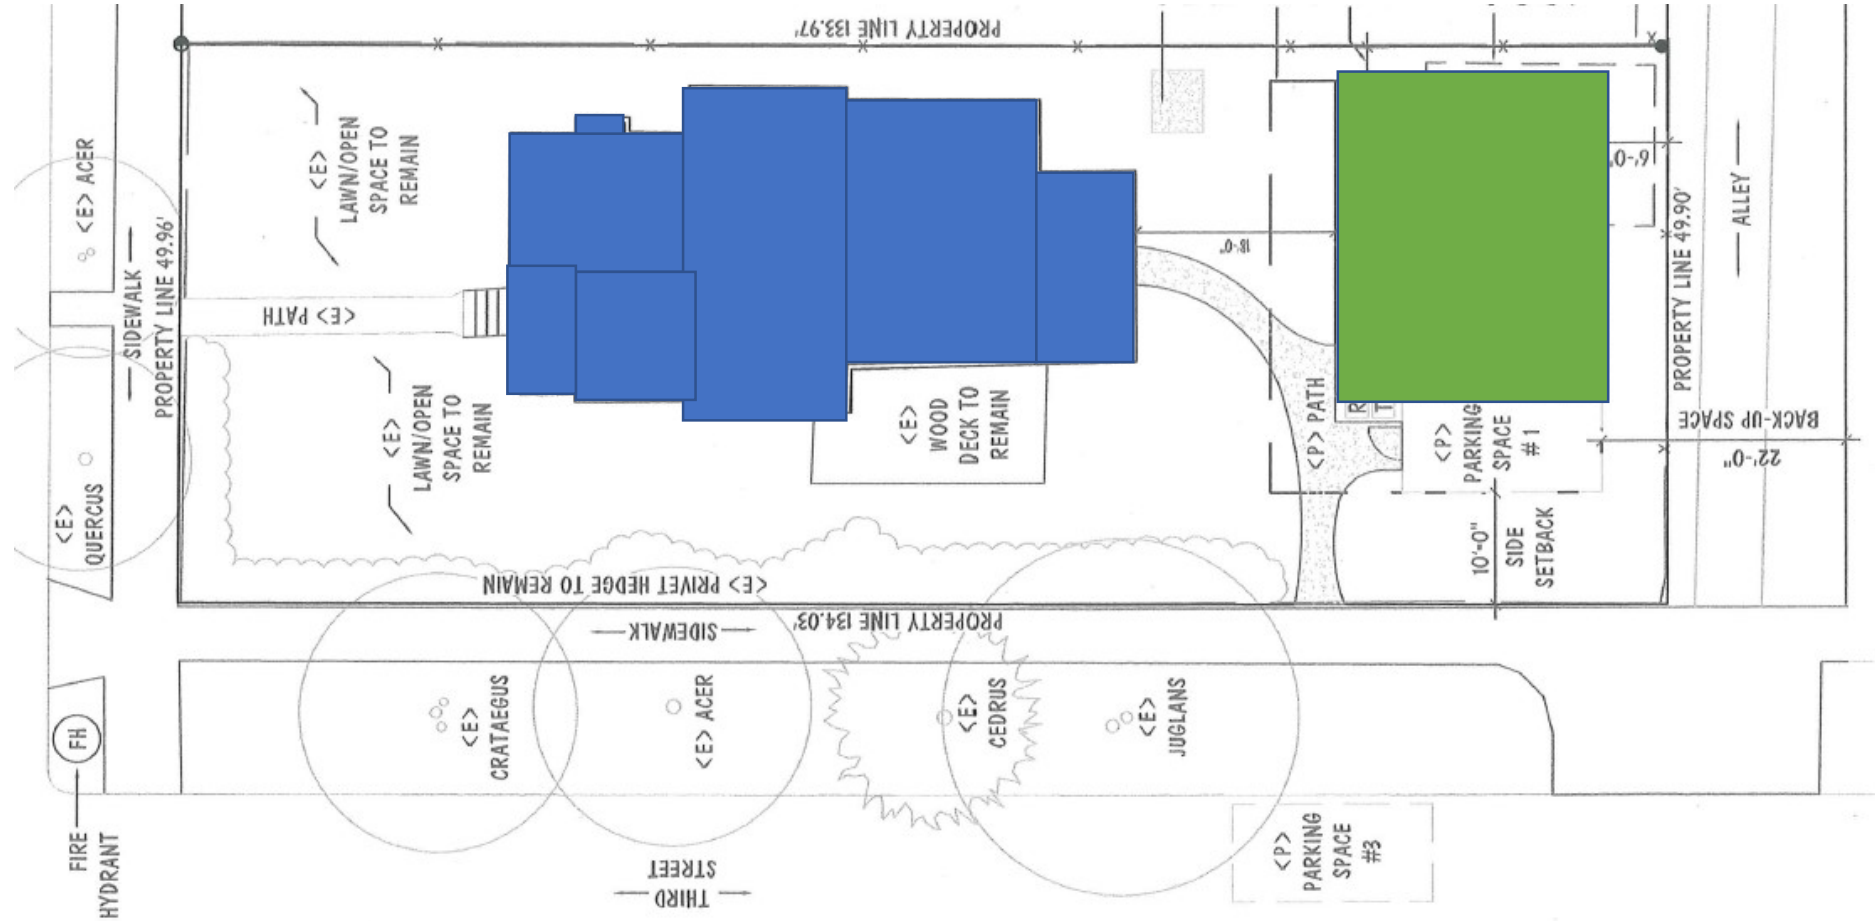 PROPERTY LINE 133.97'
<E> ACER
<E>
LAWN/OPEN
SPACE TO
REMAIN
SIDEWALK
PROPERTY LINE 49.96'
<E> PATH
<E>
LAWN/OPEN
SPACE TO
REMAIN
<E>
QUERCUS
<E>
WOOD
DECK TO
REMAIN
18'-0"
6'-0"
ALLEY
PROPERTY LINE 49.90'
<P> PATH
R
T
<P>
PARKING
SPACE
#1
BACK-UP SPACE
22'-0"
10'-0"
SIDE
SETBACK
<E> PRIVET HEDGE TO REMAIN
PROPERTY LINE 134.03'
SIDEWALK
<E>
CRATAEGUS
<E> ACER
<E>
CEDRUS
<E>
JUGLANS
FH
FIRE
HYDRANT
THIRD
STREET
<P>
PARKING
SPACE
#3